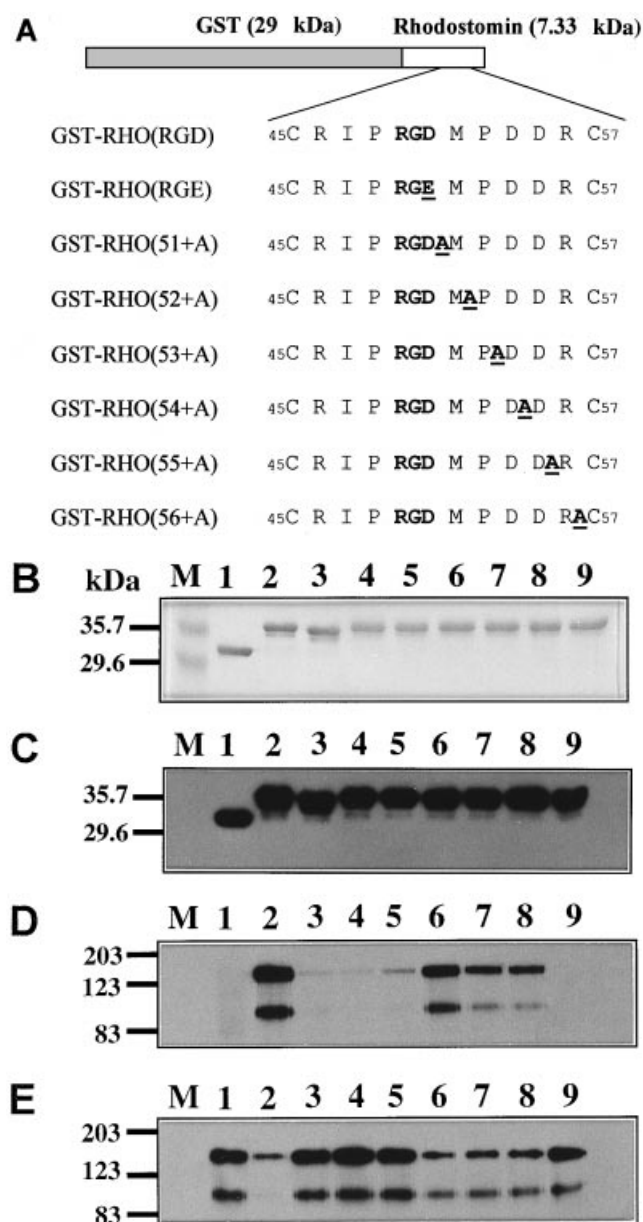 A
GST (29 kDa) Rhodostomin (7.33 kDa)
GST-RHO(RGD) 45C R I P RGD M P D D R C57
GST-RHO(RGE) 45C R I P RGE M P D D R C57
GST-RHO(51+A) 45C R I P RGDAM P D D R C57
GST-RHO(52+A) 45C R I P RGD MAP D D R C57
GST-RHO(53+A) 45C R I P RGD M PAD D R C57
GST-RHO(54+A) 45C R I P RGD M P DAD R C57
GST-RHO(55+A) 45C R I P RGD M P D DAR C57
GST-RHO(56+A) 45C R I P RGD M P D D RAC57
B kDa M 1 2 3 4 5 6 7 8 9
35.7
29.6
C M 1 2 3 4 5 6 7 8 9
35.7
29.6
D M 1 2 3 4 5 6 7 8 9
203
123
83
E M 1 2 3 4 5 6 7 8 9
203
123
83